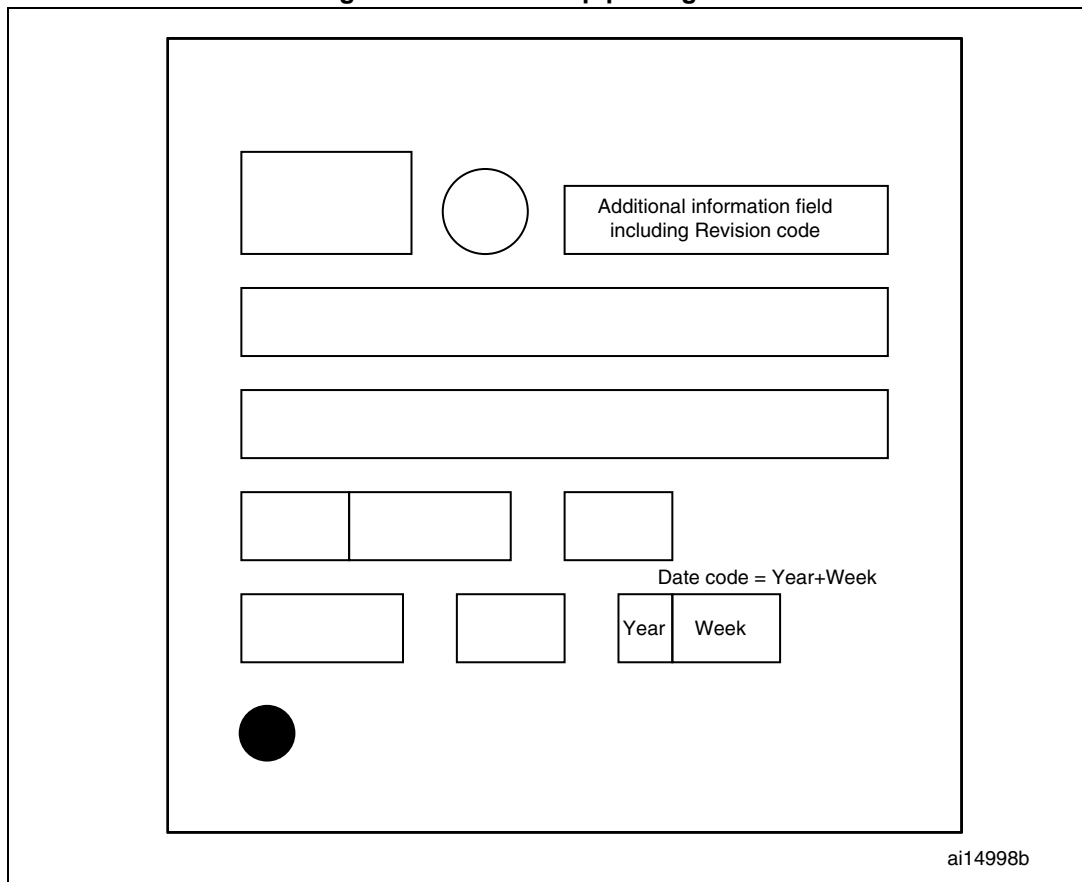 Additional information field
including Revision code
Date code = Year+Week
Year Week
ai14998b